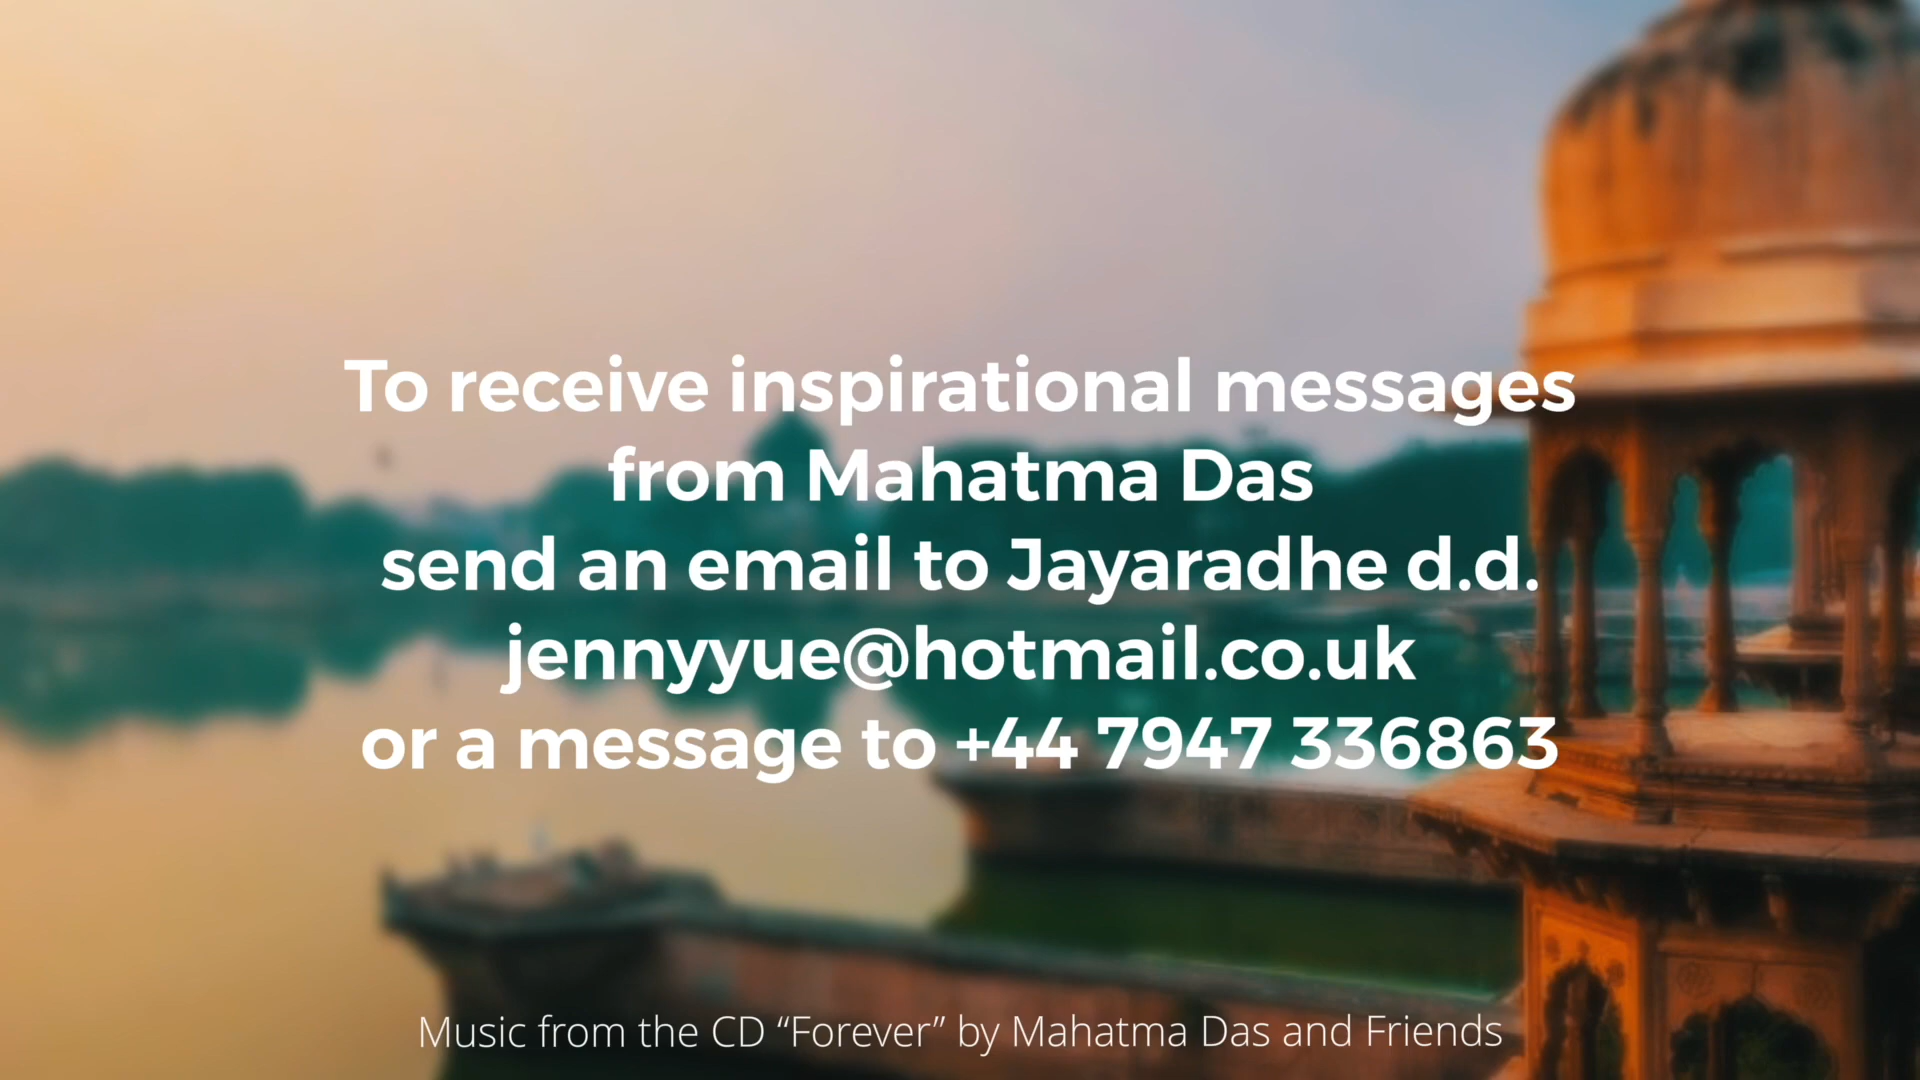 To receive inspirational messages
from Mahatma Das
send an email to Jayaradhe d.d.
jennyyue@hotmail.co.uk
or a message to +44 7947 336863
Music from the CD “Forever” by Mahatma Das and Friends